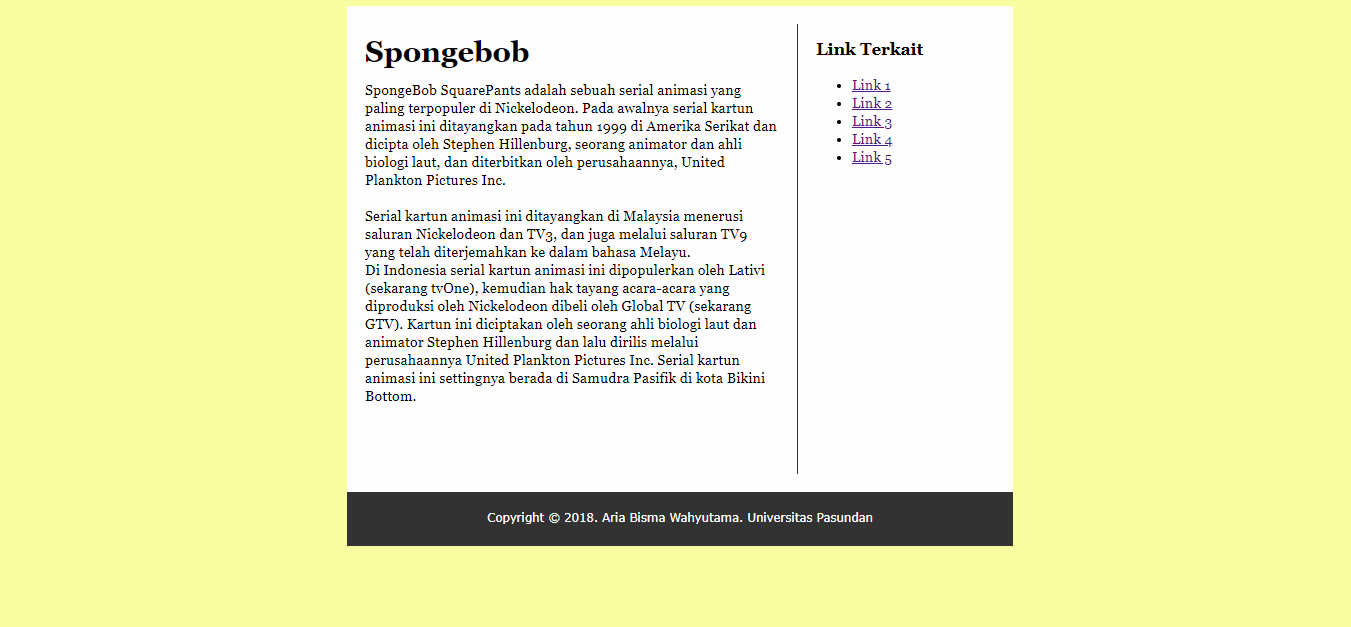 Spongebob
SpongeBob SquarePants adalah sebuah serial animasi yang
paling terpopuler di Nickelodeon. Pada awalnya serial kartun
animasi ini ditayangkan pada tahun 1999 di Amerika Serikat dan
dicipta oleh Stephen Hillenburg, seorang animator dan ahli
biologi laut, dan diterbitkan oleh perusahaannya, United
Plankton Pictures Inc.
Serial kartun animasi ini ditayangkan di Malaysia menerusi
saluran Nickelodeon dan TV3, dan juga melalui saluran TV9
yang telah diterjemahkan ke dalam bahasa Melayu.
Di Indonesia serial kartun animasi ini dipopulerkan oleh Lativi
(sekarang tvOne), kemudian hak tayang acara-acara yang
diproduksi oleh Nickelodeon dibeli oleh Global TV (sekarang
GTV). Kartun ini diciptakan oleh seorang ahli biologi laut dan
animator Stephen Hillenburg dan lalu dirilis melalui
perusahaannya United Plankton Pictures Inc. Serial kartun
animasi ini settingnya berada di Samudra Pasifik di kota Bikini
Bottom.
Link Terkait
Link 1
Link 2
Link 3
Link 4
Link 5
Copyright © 2018. Aria Bisma Wahyutama. Universitas Pasundan